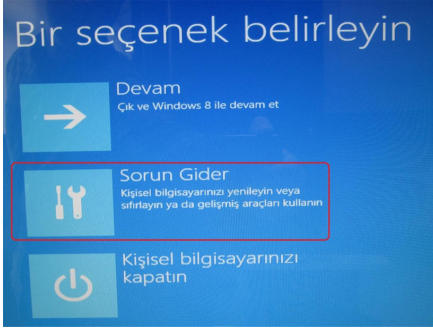 Bir seçenek belirleyin
Devam
Çık ve Windows 8 ile devam et
Sorun Gider
Kişisel bilgisayarınızı yenileyin veya
sıfırlayın ya da gelişmiş araçları kullanın
Kişisel bilgisayarınızı
kapatın